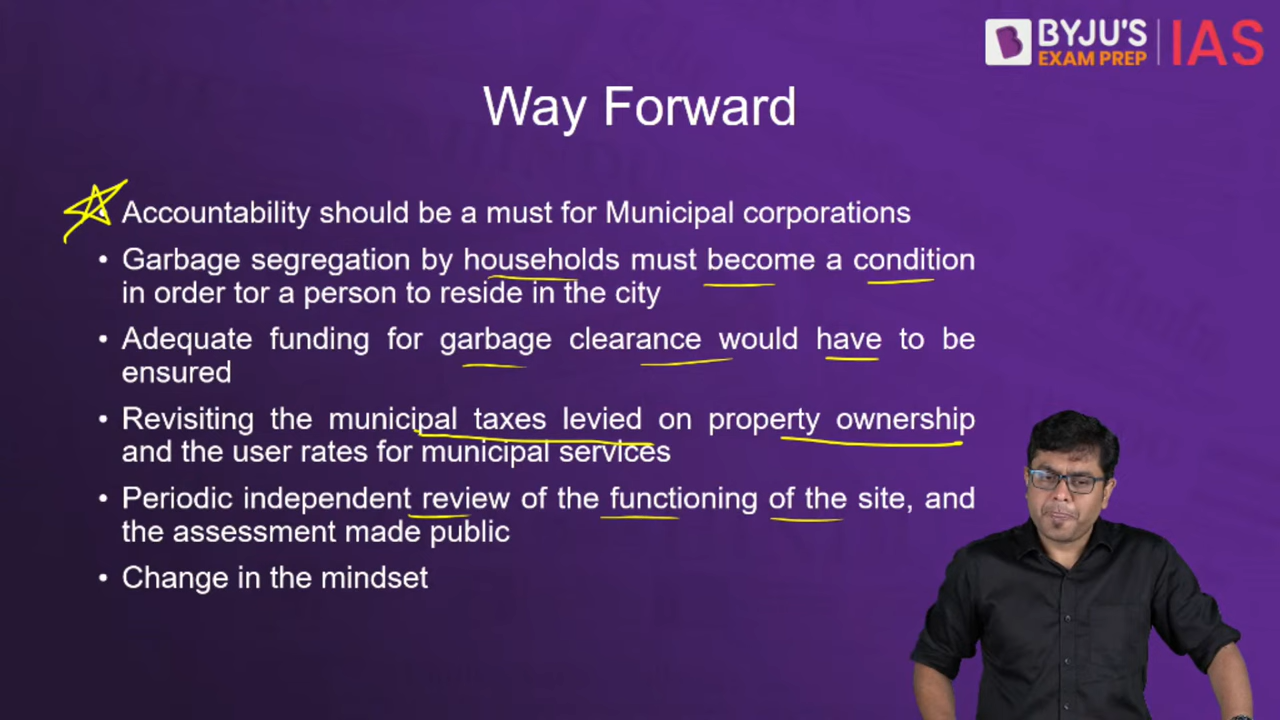 BYJU'S
EXAM PREP
IAS
Way Forward
Accountability should be a must for Municipal corporations
• Garbage segregation by households must become a condition
in order tor a person to reside in the city
• Adequate funding for garbage clearance would have to be
ensured
• Revisiting the municipal taxes levied on property ownership
and the user rates for municipal services
• Periodic independent review of the functioning of the site, and
the assessment made public
• Change in the mindset